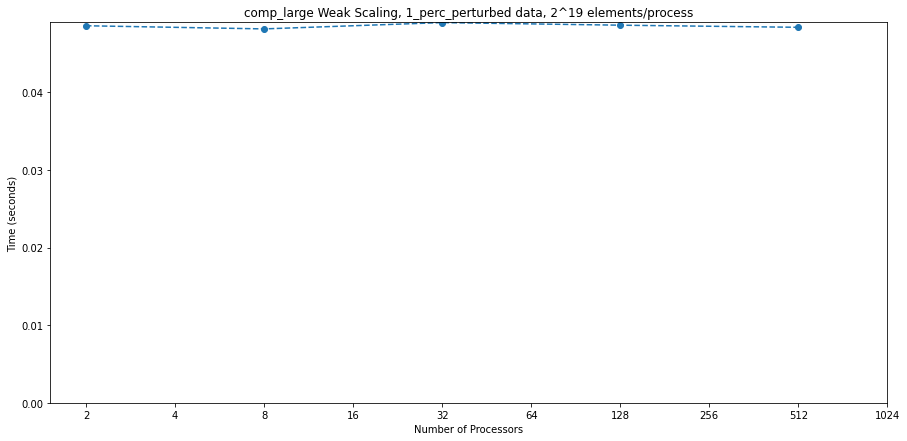 comp_large Weak Scaling, 1_perc_perturbed data, 2^19 elements/process
0.04
0.03
0.02
0.01
0.00
Time (seconds)
2 4 8 16 32 64 128 256 512 1024
Number of Processors